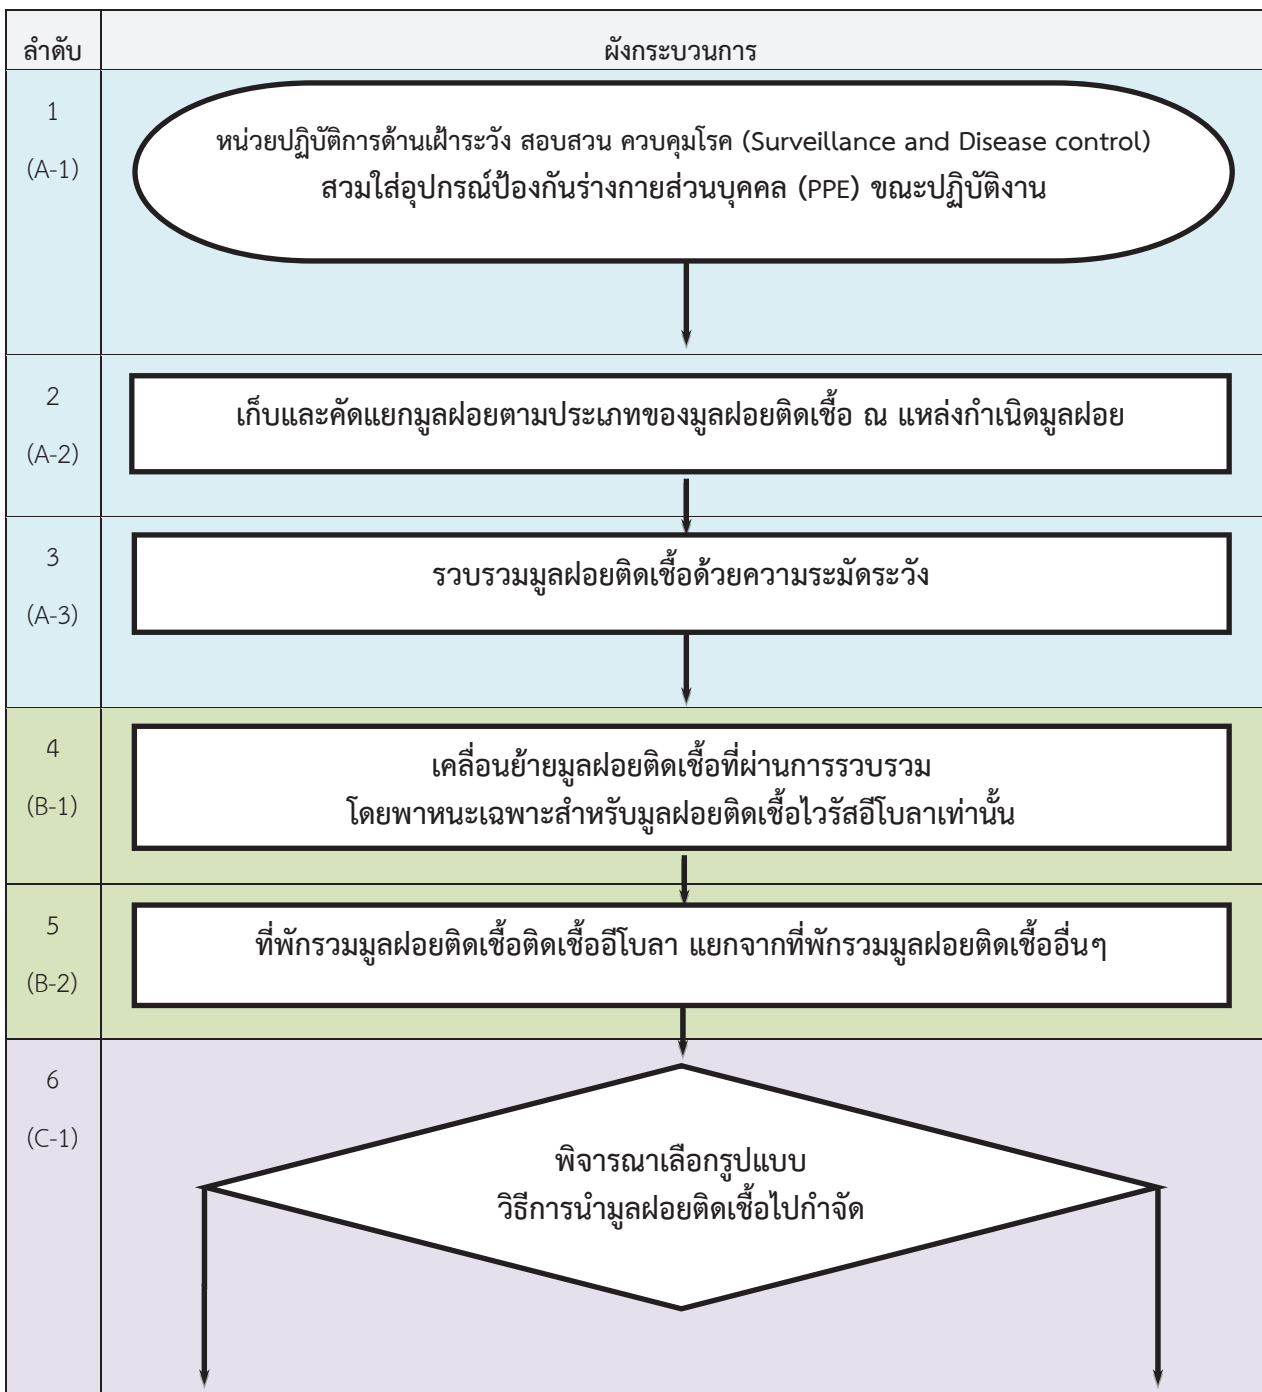 ลำดับ
ผังกระบวนการ
1
(A-1)
หน่วยปฏิบัติการด้านเฝ้าระวัง สอบสวน ควบคุมโรค (Surveillance and Disease control)
สวมใส่อุปกรณ์ป้องกันร่างกายส่วนบุคคล (PPE) ขณะปฏิบัติงาน
2
(A-2)
เก็บและคัดแยกมูลฝอยตามประเภทของมูลฝอยติดเชื้อ ณ แหล่งกำเนิดมูลฝอย
3
(A-3)
รวบรวมมูลฝอยติดเชื้อด้วยความระมัดระวัง
4
(B-1)
เคลื่อนย้ายมูลฝอยติดเชื้อที่ผ่านการรวบรวม
โดยพาหนะเฉพาะสำหรับมูลฝอยติดเชื้อไวรัสอีโบลาเท่านั้น
5
(B-2)
ที่พักรวมมูลฝอยติดเชื้อติดเชื้ออีโบลา แยกจากที่พักรวมมูลฝอยติดเชื้ออื่นๆ
6
(C-1)
พิจารณาเลือกรูปแบบ
วิธีการนำมูลฝอยติดเชื้อไปกำจัด